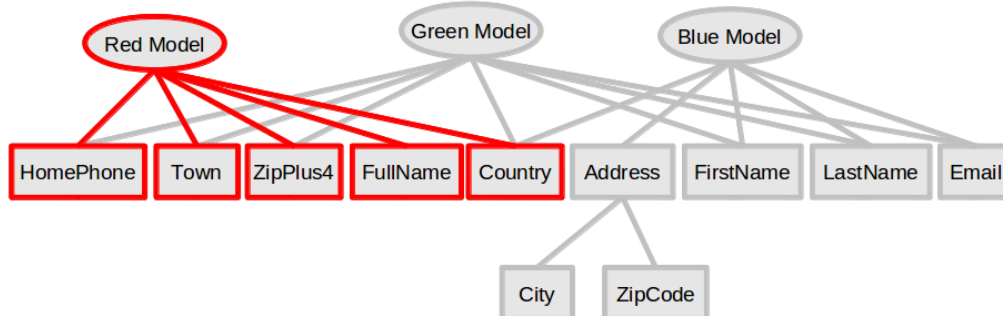 Red Model
Green Model
Blue Model
HomePhone
Town
ZipPlus4
FullName
Country
Address
FirstName
LastName
Email
City
ZipCode